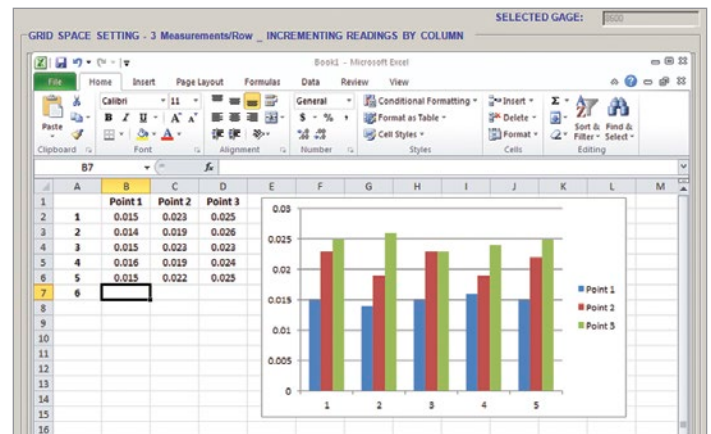 SELECTED GAGE: 8600
GRID SPACE SETTING - 3 Measurements/Row _ INCREMENTING READINGS BY COLUMN
Book1 - Microsoft Excel
File Home Insert Page Layout Formulas Data Review View
Calibri 11 A A General Conditional Formatting Insert Σ
Paste B I U A $ % , Format as Table Delete Sort & Find &
Cell Styles Format Filter Select
Clipboard Font Alignment Number Styles Cells Editing
B7 fx
A B C D E F G H I J K L M
1 Point 1 Point 2 Point 3
2 1 0.015 0.023 0.025
3 2 0.014 0.019 0.026
4 3 0.015 0.023 0.023
5 4 0.016 0.019 0.024
6 5 0.015 0.022 0.025
7 6
8
9
10
11
12
13
14
15
16
0.03
0.025
0.02
0.015
0.01
0.005
0
1 2 3 4 5
Point 1
Point 2
Point 3